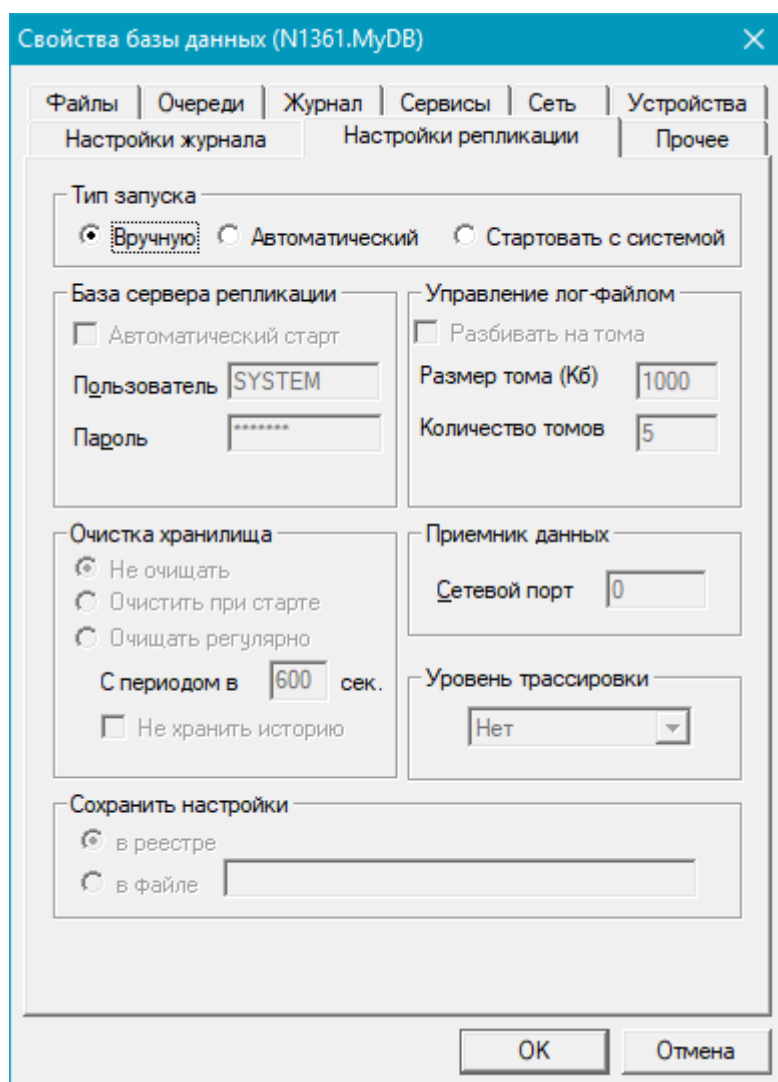 Свойства базы данных (N1361.MyDB)
Файлы Очереди Журнал Сервисы Сеть Устройства
Настройки журнала Настройки репликации Прочее
Тип запуска
Вручную Автоматический Стартовать с системой
База сервера репликации Управление лог-файлом
Автоматический старт Разбивать на тома
Пользователь SYSTEM Размер тома (Кб) 1000
Пароль ******* Количество томов 5
Очистка хранилища Приемник данных
Не очищать
Очистить при старте Сетевой порт 0
Очищать регулярно
С периодом в 600 сек. Уровень трассировки
Не хранить историю Нет
Сохранить настройки
в реестре
в файле
OK Отмена